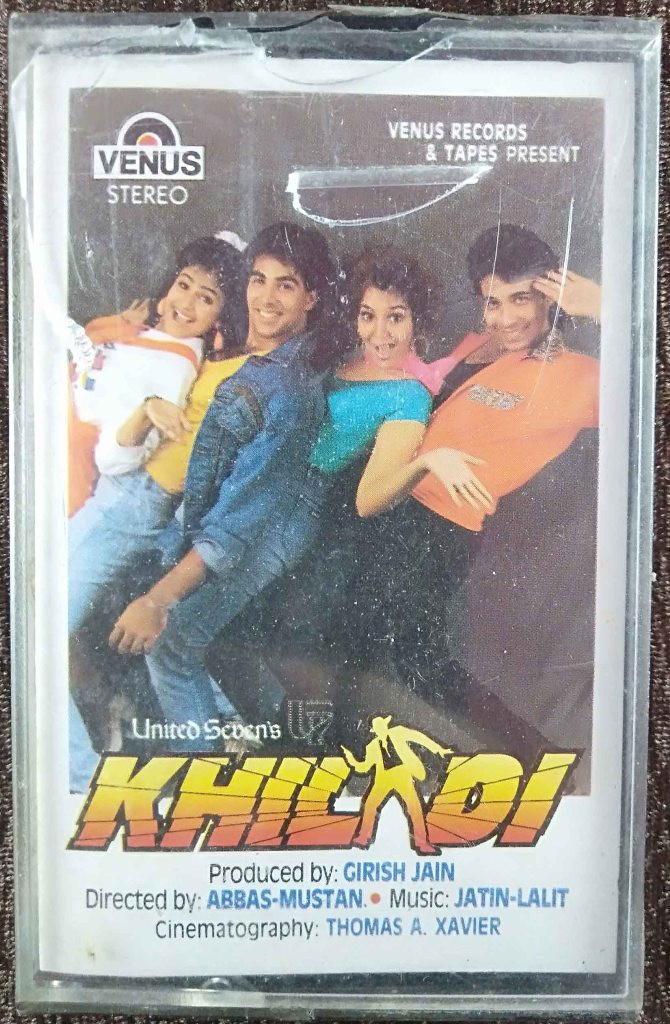 VENUS
STEREO
VENUS RECORDS
& TAPES PRESENT
United Seven's U7
KHILADI
Produced by: GIRISH JAIN
Directed by: ABBAS-MUSTAN. • Music: JATIN-LALIT
Cinematography: THOMAS A. XAVIER